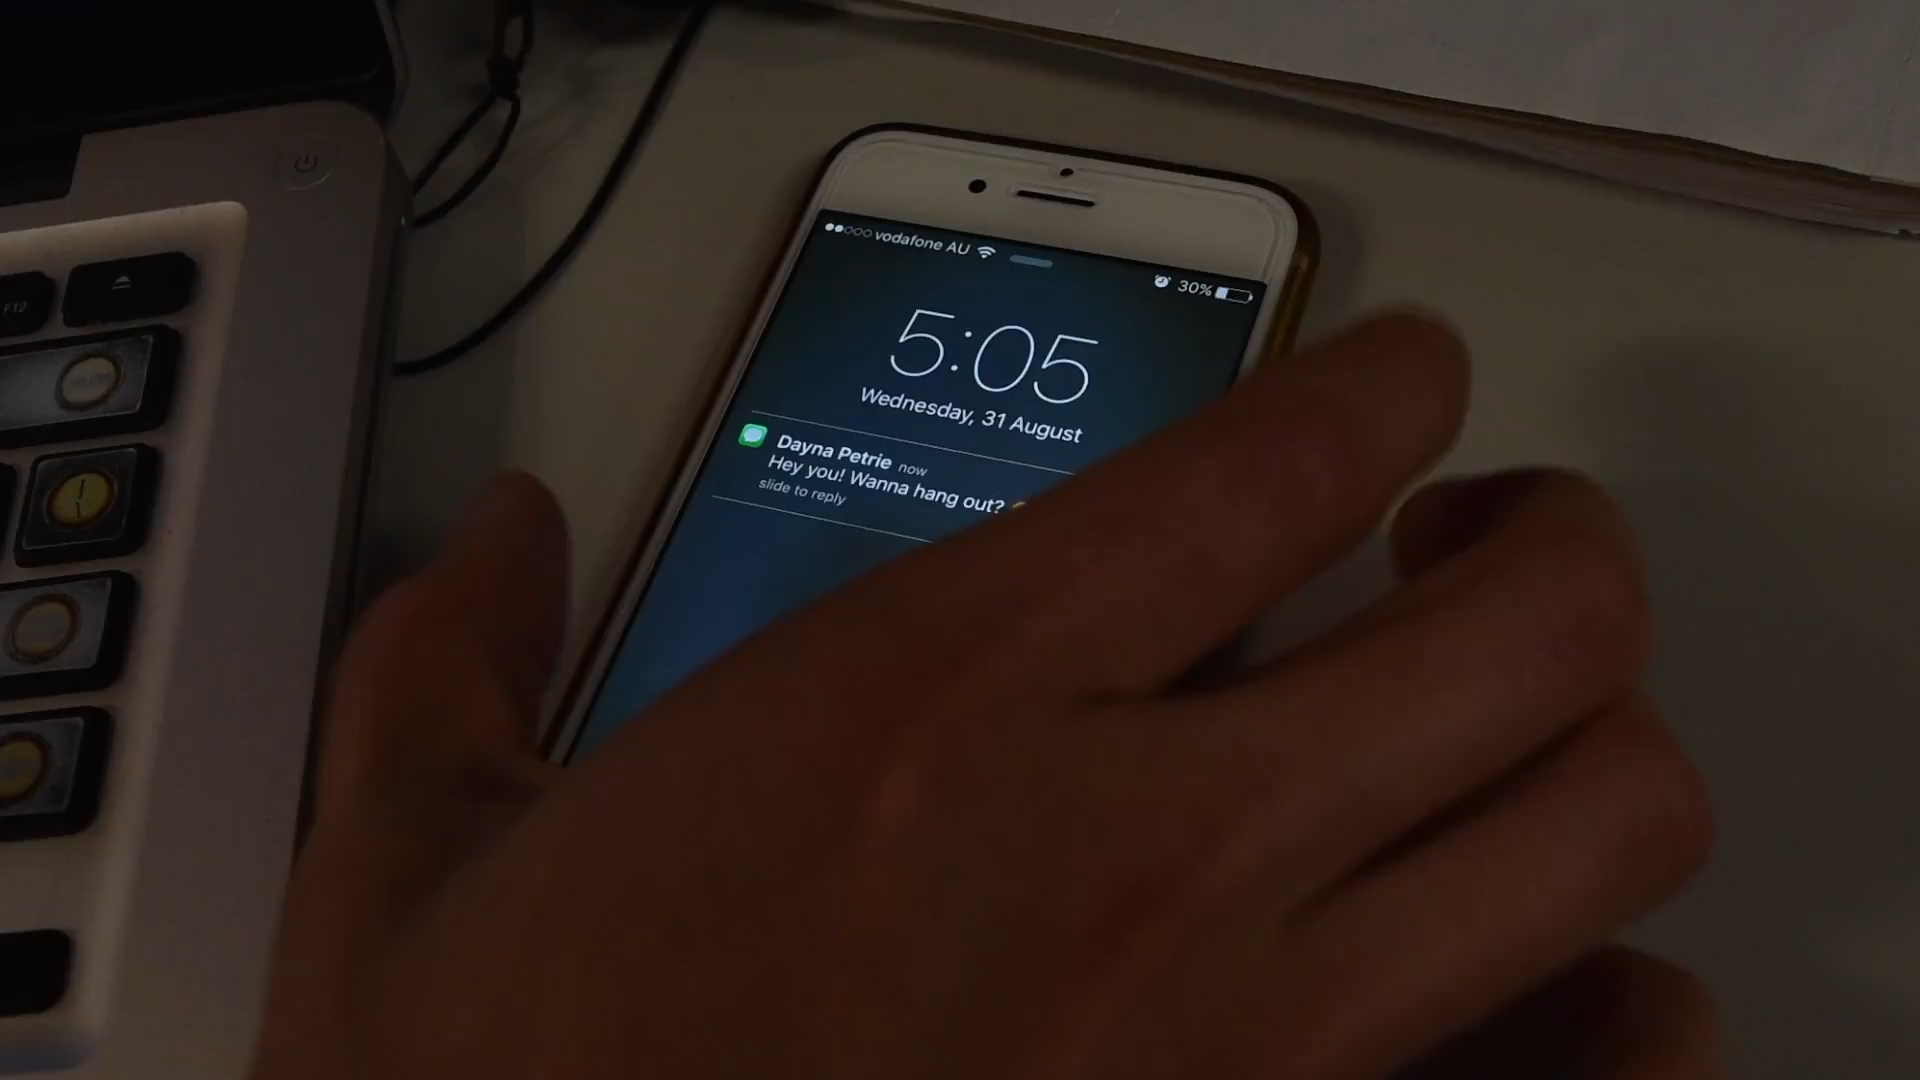 vodafone AU
30%
5:05
Wednesday, 31 August
Dayna Petrie now
Hey you! Wanna hang out?
slide to reply
F12